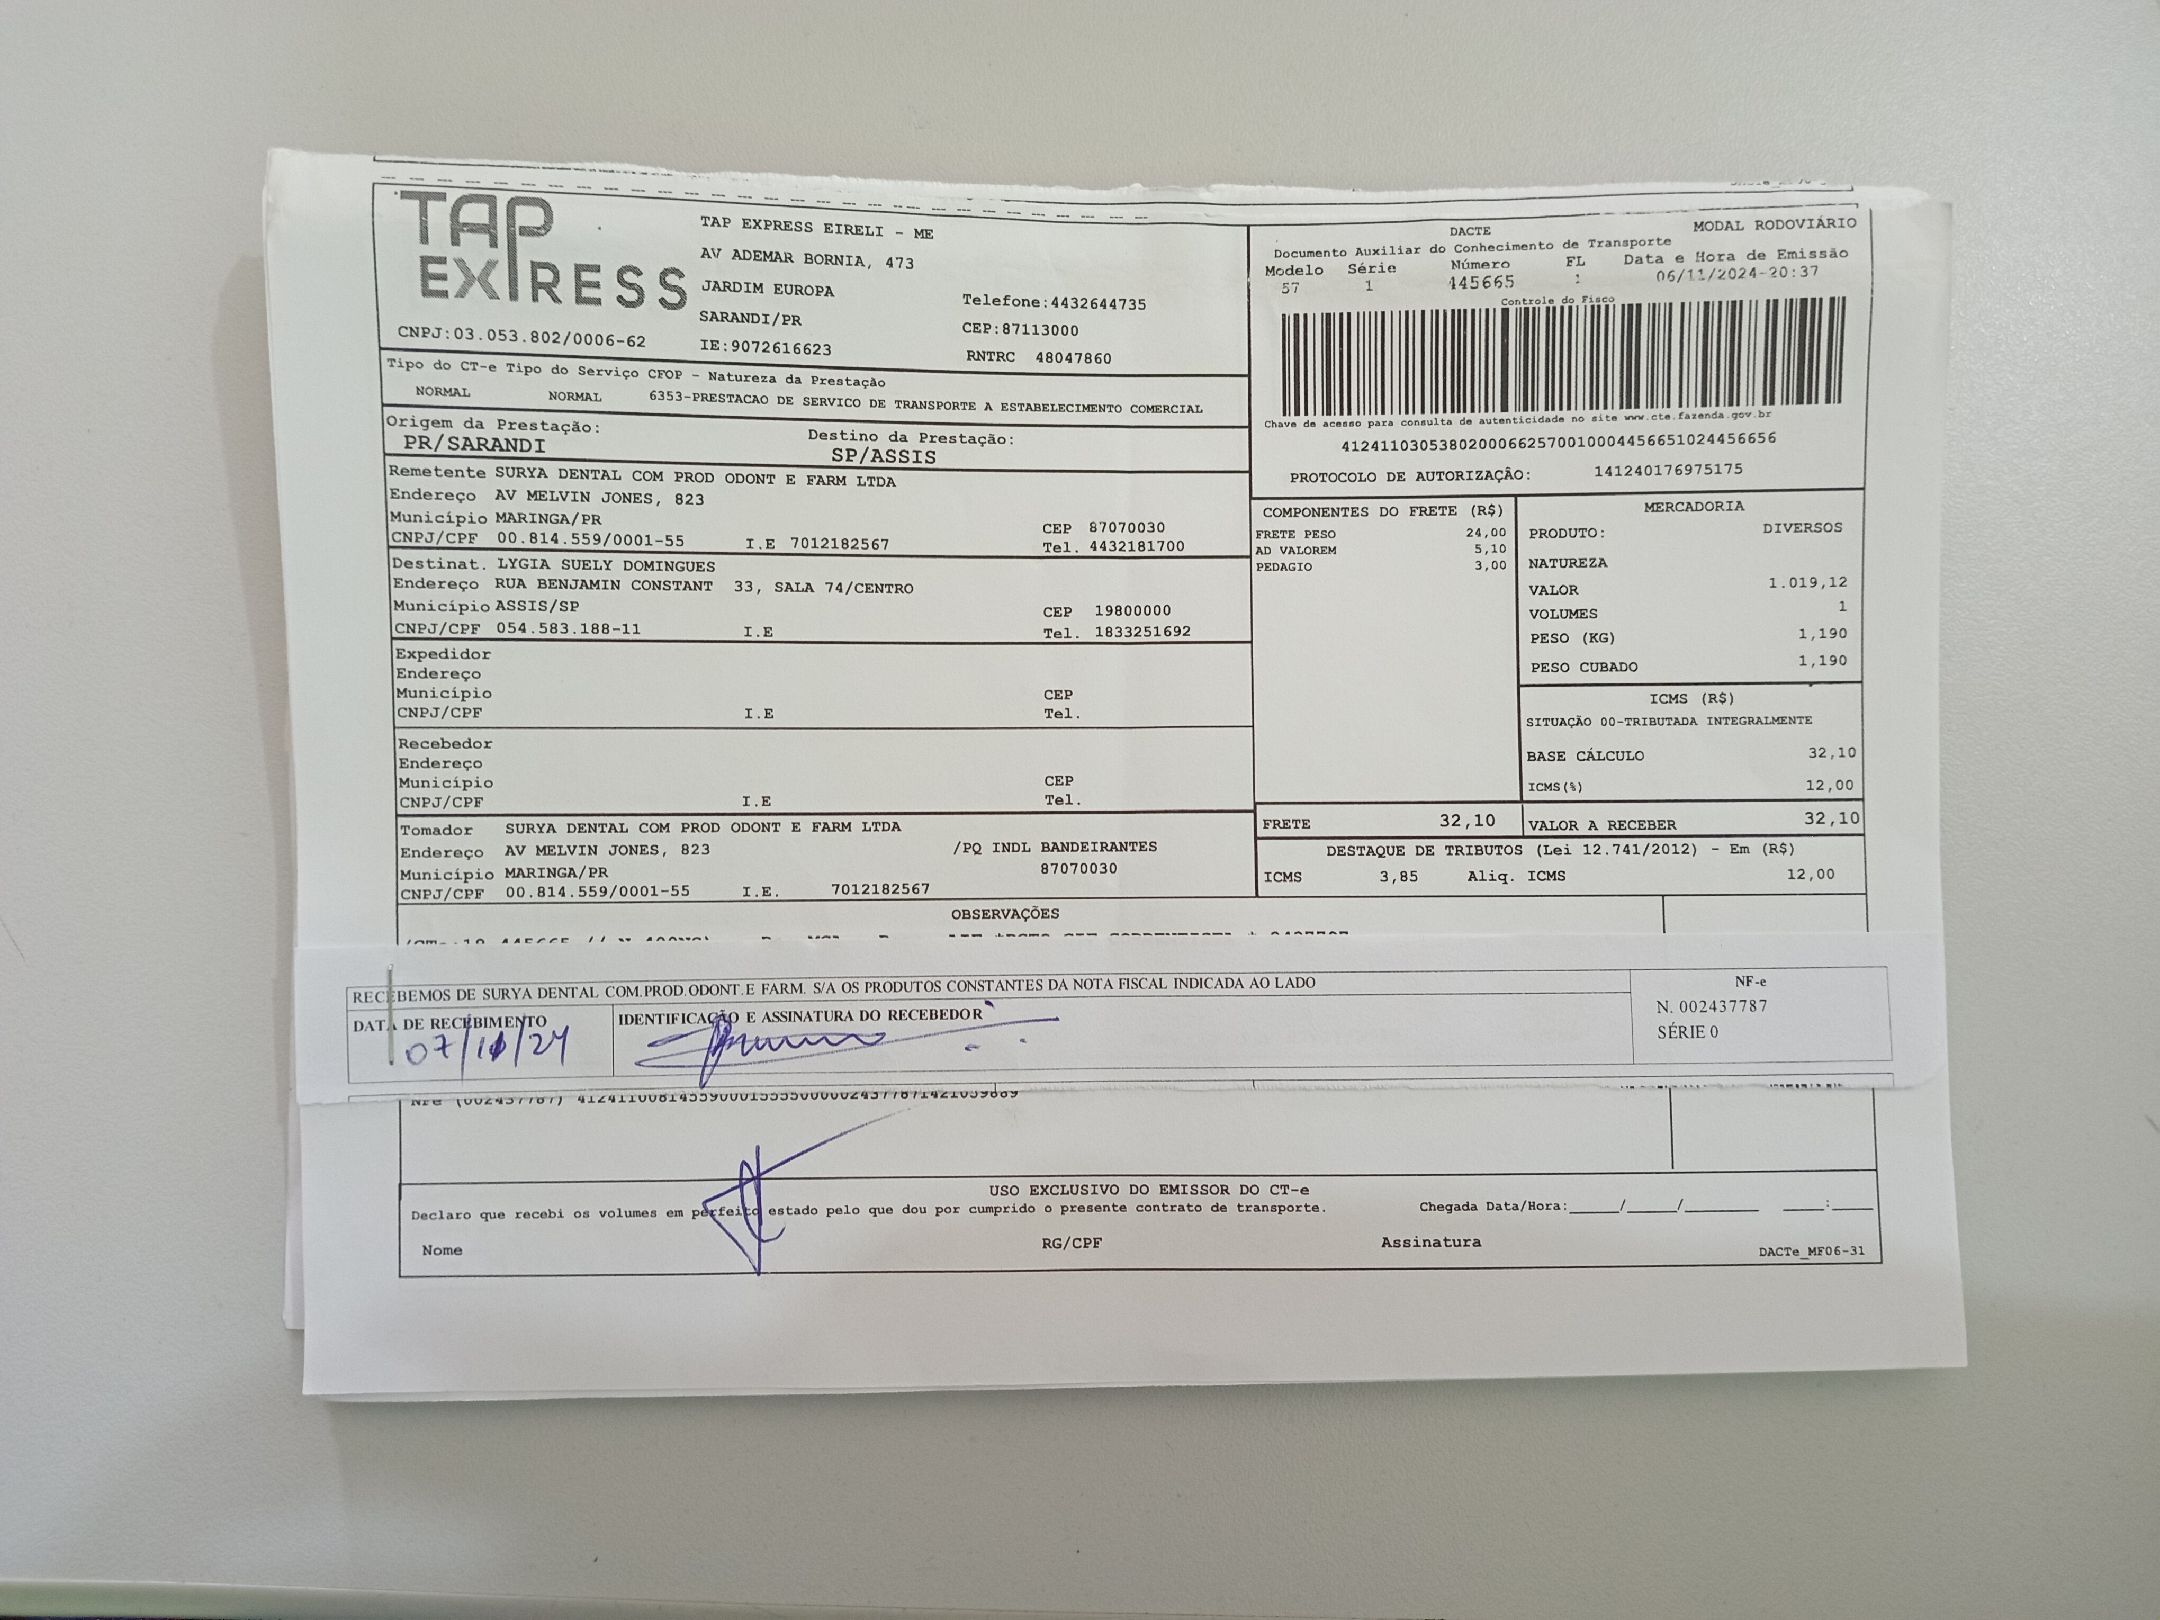 TAP EXPRESS
TAP EXPRESS EIRELI - ME
AV ADEMAR BORNIA, 473
JARDIM EUROPA
SARANDI/PR
IE:9072616623
Telefone:4432644735
CEP:87113000
RNTRC 48047860
CNPJ:03.053.802/0006-62
DACTE
MODAL RODOVIÁRIO
Documento Auxiliar do Conhecimento de Transporte
Modelo Série Número FL Data e Hora de Emissão
57 1 445665 1 06/11/2024-20:37
Controle do Fisco
Chave de acesso para consulta de autenticidade no site www.cte.fazenda.gov.br
41241103053802000662570010004456651024456656
PROTOCOLO DE AUTORIZAÇÃO: 141240176975175
Tipo do CT-e Tipo do Serviço CFOP - Natureza da Prestação
NORMAL NORMAL 6353-PRESTACAO DE SERVICO DE TRANSPORTE A ESTABELECIMENTO COMERCIAL
Origem da Prestação: Destino da Prestação:
PR/SARANDI SP/ASSIS
Remetente SURYA DENTAL COM PROD ODONT E FARM LTDA
Endereço AV MELVIN JONES, 823
Município MARINGA/PR CEP 87070030
CNPJ/CPF 00.814.559/0001-55 I.E 7012182567 Tel. 4432181700
Destinat. LYGIA SUELY DOMINGUES
Endereço RUA BENJAMIN CONSTANT 33, SALA 74/CENTRO
Município ASSIS/SP CEP 19800000
CNPJ/CPF 054.583.188-11 I.E Tel. 1833251692
Expedidor
Endereço
Município CEP
CNPJ/CPF I.E Tel.
Recebedor
Endereço
Município CEP
CNPJ/CPF I.E Tel.
Tomador SURYA DENTAL COM PROD ODONT E FARM LTDA
Endereço AV MELVIN JONES, 823 /PQ INDL BANDEIRANTES
Município MARINGA/PR 87070030
CNPJ/CPF 00.814.559/0001-55 I.E. 7012182567
COMPONENTES DO FRETE (R$)
FRETE PESO 24,00
AD VALOREM 5,10
PEDAGIO 3,00
MERCADORIA
PRODUTO: DIVERSOS
NATUREZA
VALOR 1.019,12
VOLUMES 1
PESO (KG) 1,190
PESO CUBADO 1,190
ICMS (R$)
SITUAÇÃO 00-TRIBUTADA INTEGRALMENTE
BASE CÁLCULO 32,10
ICMS(%) 12,00
FRETE 32,10 VALOR A RECEBER 32,10
DESTAQUE DE TRIBUTOS (Lei 12.741/2012) - Em (R$)
ICMS 3,85 Aliq. ICMS 12,00
OBSERVAÇÕES
RECEBEMOS DE SURYA DENTAL COM.PROD.ODONT.E FARM. S/A OS PRODUTOS CONSTANTES DA NOTA FISCAL INDICADA AO LADO
DATA DE RECEBIMENTO IDENTIFICAÇÃO E ASSINATURA DO RECEBEDOR
07/11/24
NF-e
N. 002437787
SÉRIE 0
USO EXCLUSIVO DO EMISSOR DO CT-e
Declaro que recebi os volumes em perfeito estado pelo que dou por cumprido o presente contrato de transporte. Chegada Data/Hora:_____/_____/________ ____:____
Nome RG/CPF Assinatura
DACTe_MF06-31